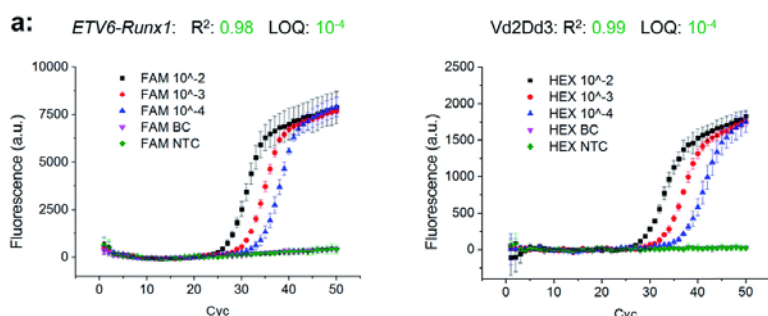 a: ETV6-Runx1: R²: 0.98 LOQ: 10⁻⁴
Vd2Dd3: R²: 0.99 LOQ: 10⁻⁴
10000
7500
5000
2500
0
Fluorescence (a.u.)
FAM 10^-2
FAM 10^-3
FAM 10^-4
FAM BC
FAM NTC
0 10 20 30 40 50
Cyc
2500
2000
1500
1000
500
0
Fluorescence (a.u.)
HEX 10^-2
HEX 10^-3
HEX 10^-4
HEX BC
HEX NTC
0 10 20 30 40 50
Cyc